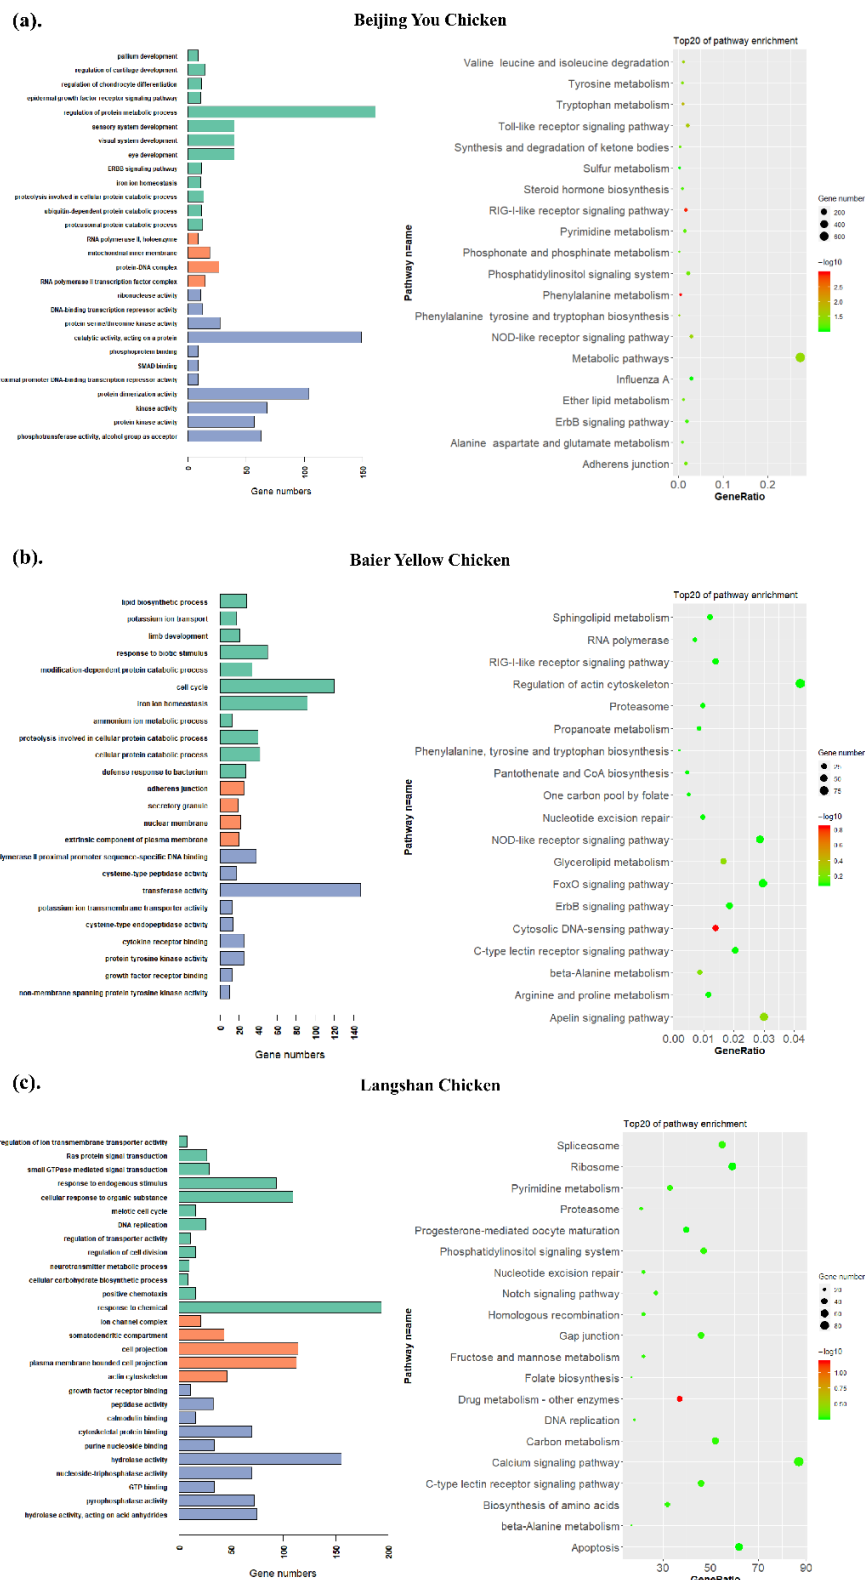 (a).
Beijing You Chicken
pallium development
regulation of cartilage development
regulation of chondrocyte differentiation
epidermal growth factor receptor signaling pathway
regulation of protein metabolic process
sensory system development
visual system development
eye development
ERBB signaling pathway
iron ion homeostasis
proteolysis involved in cellular protein catabolic process
ubiquitin-dependent protein catabolic process
proteasomal protein catabolic process
RNA polymerase II, holoenzyme
mitochondrial inner membrane
protein-DNA complex
RNA polymerase II transcription factor complex
ribonuclease activity
DNA-binding transcription repressor activity
protein serine/threonine kinase activity
catalytic activity, acting on a protein
phosphoprotein binding
SMAD binding
oximal promoter DNA-binding transcription repressor activity
protein dimerization activity
kinase activity
protein kinase activity
phosphotransferase activity, alcohol group as acceptor
0
50
100
150
Gene numbers
Top20 of pathway enrichment
Pathway n=ame
Valine leucine and isoleucine degradation
Tyrosine metabolism
Tryptophan metabolism
Toll-like receptor signaling pathway
Synthesis and degradation of ketone bodies
Sulfur metabolism
Steroid hormone biosynthesis
RIG-I-like receptor signaling pathway
Pyrimidine metabolism
Phosphonate and phosphinate metabolism
Phosphatidylinositol signaling system
Phenylalanine metabolism
Phenylalanine tyrosine and tryptophan biosynthesis
NOD-like receptor signaling pathway
Metabolic pathways
Influenza A
Ether lipid metabolism
ErbB signaling pathway
Alanine aspartate and glutamate metabolism
Adherens junction
0.0 0.1 0.2
GeneRatio
Gene number
200
400
600
−log10
2.5
2.0
1.5
(b).
Baier Yellow Chicken
lipid biosynthetic process
potassium ion transport
limb development
response to biotic stimulus
modification-dependent protein catabolic process
cell cycle
iron ion homeostasis
ammonium ion metabolic process
proteolysis involved in cellular protein catabolic process
cellular protein catabolic process
defense response to bacterium
adherens junction
secretory granule
nuclear membrane
extrinsic component of plasma membrane
lymerase II proximal promoter sequence-specific DNA binding
cysteine-type peptidase activity
transferase activity
potassium ion transmembrane transporter activity
cysteine-type endopeptidase activity
cytokine receptor binding
protein tyrosine kinase activity
growth factor receptor binding
non-membrane spanning protein tyrosine kinase activity
0
20
40
60
80
100
120
140
Gene numbers
Top20 of pathway enrichment
Pathway n=ame
Sphingolipid metabolism
RNA polymerase
RIG-I-like receptor signaling pathway
Regulation of actin cytoskeleton
Proteasome
Propanoate metabolism
Phenylalanine, tyrosine and tryptophan biosynthesis
Pantothenate and CoA biosynthesis
One carbon pool by folate
Nucleotide excision repair
NOD-like receptor signaling pathway
Glycerolipid metabolism
FoxO signaling pathway
ErbB signaling pathway
Cytosolic DNA-sensing pathway
C-type lectin receptor signaling pathway
beta-Alanine metabolism
Arginine and proline metabolism
Apelin signaling pathway
0.00 0.01 0.02 0.03 0.04
GeneRatio
Gene number
25
50
75
−log10
0.8
0.6
0.4
0.2
(c).
Langshan Chicken
regulation of ion transmembrane transporter activity
Ras protein signal transduction
small GTPase mediated signal transduction
response to endogenous stimulus
cellular response to organic substance
meiotic cell cycle
DNA replication
regulation of transporter activity
regulation of cell division
neurotransmitter metabolic process
cellular carbohydrate biosynthetic process
positive chemotaxis
response to chemical
ion channel complex
somatodendritic compartment
cell projection
plasma membrane bounded cell projection
actin cytoskeleton
growth factor receptor binding
peptidase activity
calmodulin binding
cytoskeletal protein binding
purine nucleoside binding
hydrolase activity
nucleoside-triphosphatase activity
GTP binding
pyrophosphatase activity
hydrolase activity, acting on acid anhydrides
0
50
100
150
200
Gene numbers
Top20 of pathway enrichment
Pathway n=ame
Spliceosome
Ribosome
Pyrimidine metabolism
Proteasome
Progesterone-mediated oocyte maturation
Phosphatidylinositol signaling system
Nucleotide excision repair
Notch signaling pathway
Homologous recombination
Gap junction
Fructose and mannose metabolism
Folate biosynthesis
Drug metabolism - other enzymes
DNA replication
Carbon metabolism
Calcium signaling pathway
C-type lectin receptor signaling pathway
Biosynthesis of amino acids
beta-Alanine metabolism
Apoptosis
30 50 70 90
GeneRatio
Gene number
20
40
60
80
−log10
1.00
0.75
0.50